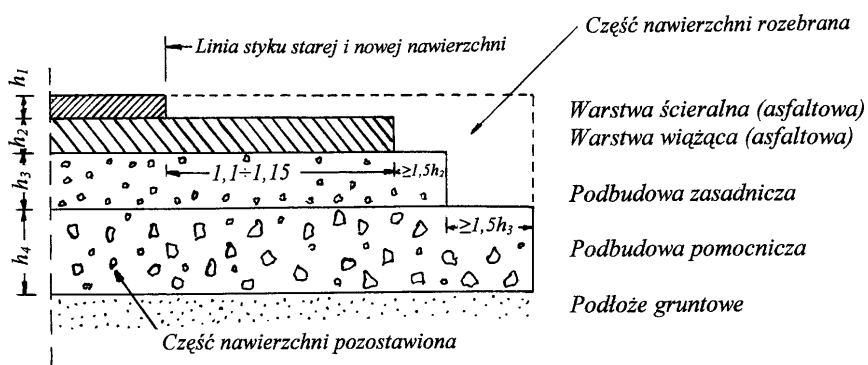 Linia styku starej i nowej nawierzchni
Część nawierzchni rozebrana
h1
h2
h3
h4
Warstwa ścieralna (asfaltowa)
Warstwa wiążąca (asfaltowa)
1,1÷1,15
≥1,5h2
Podbudowa zasadnicza
≥1,5h3
Podbudowa pomocnicza
Podłoże gruntowe
Część nawierzchni pozostawiona